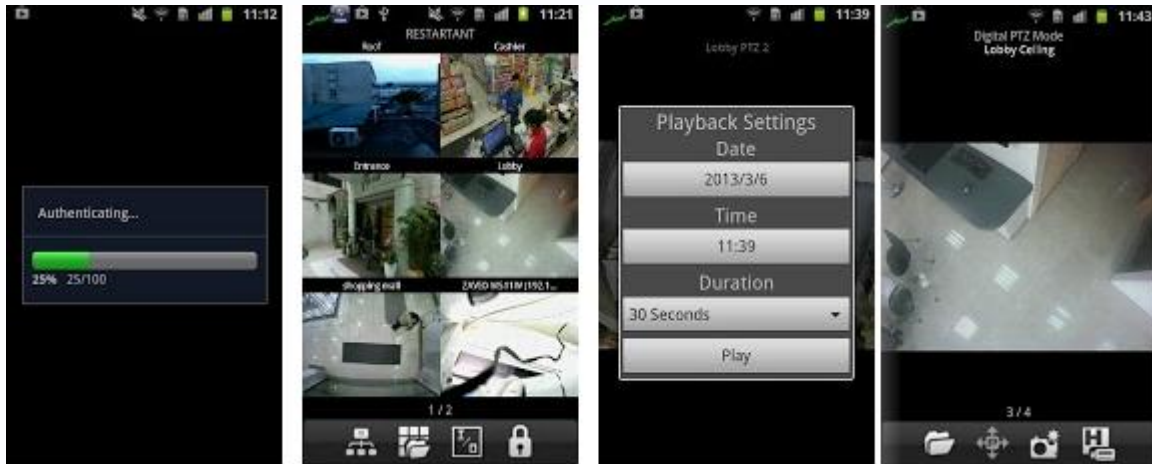 11:12
Authenticating...
25% 25/100
11:21
RESTARTANT
Roof Cashier
Entrance Lobby
shopping mall
1 / 2
I/O
11:39
Lobby PTZ 2
Playback Settings
Date
2013/3/6
Time
11:39
Duration
30 Seconds
Play
11:43
Digital PTZ Mode
Lobby Celing
3 / 4